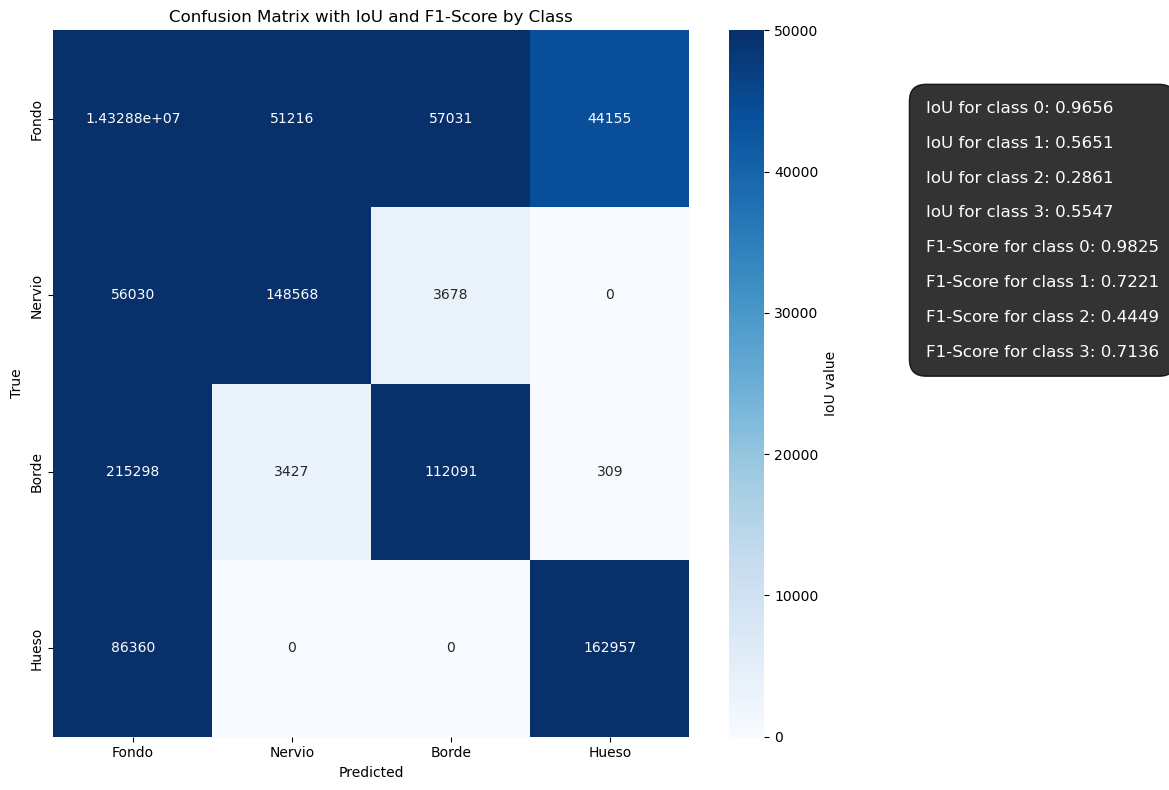 Confusion Matrix with IoU and F1-Score by Class
True
Fondo
1.43288e+07 51216 57031 44155
Nervio
56030 148568 3678 0
Borde
215298 3427 112091 309
Hueso
86360 0 0 162957
Fondo Nervio Borde Hueso
Predicted
50000
40000
30000
20000
10000
0
IoU value
IoU for class 0: 0.9656
IoU for class 1: 0.5651
IoU for class 2: 0.2861
IoU for class 3: 0.5547
F1-Score for class 0: 0.9825
F1-Score for class 1: 0.7221
F1-Score for class 2: 0.4449
F1-Score for class 3: 0.7136